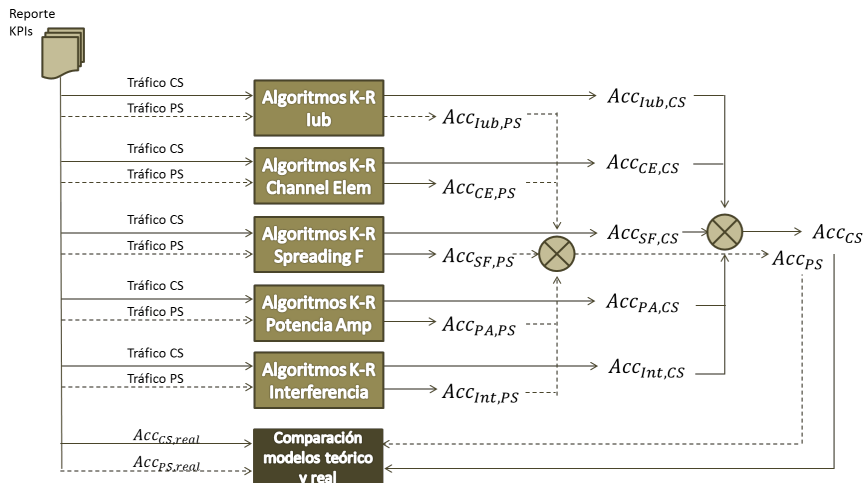 Reporte
KPIs
Tráfico CS
Tráfico PS
Algoritmos K-R
Iub
Acc_{Iub,PS}
Acc_{Iub,CS}
Tráfico CS
Tráfico PS
Algoritmos K-R
Channel Elem
Acc_{CE,PS}
Acc_{CE,CS}
Tráfico CS
Tráfico PS
Algoritmos K-R
Spreading F
Acc_{SF,PS}
Acc_{SF,CS}
Acc_{CS}
Acc_{PS}
Tráfico CS
Tráfico PS
Algoritmos K-R
Potencia Amp
Acc_{PA,PS}
Acc_{PA,CS}
Tráfico CS
Tráfico PS
Algoritmos K-R
Interferencia
Acc_{Int,PS}
Acc_{Int,CS}
Acc_{CS,real}
Acc_{PS,real}
Comparación
modelos teórico
y real